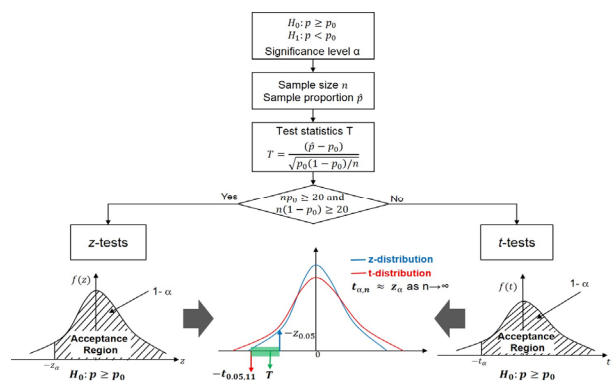 H₀: p ≥ p₀
H₁: p < p₀
Significance level α
Sample size n
Sample proportion p̂
Test statistics T
T = (p̂ − p₀) / √(p₀(1 − p₀)/n)
Yes
np₀ ≥ 20 and
n(1 − p₀) ≥ 20
No
z-tests
t-tests
f(z)
1- α
Acceptance
Region
−z_α
z
H₀: p ≥ p₀
z-distribution
t-distribution
t_α,n ≈ z_α as n→∞
−z₀.₀₅
0
−t₀.₀₅,₁₁
T
f(t)
1- α
Acceptance
Region
−t_α
t
H₀: p ≥ p₀